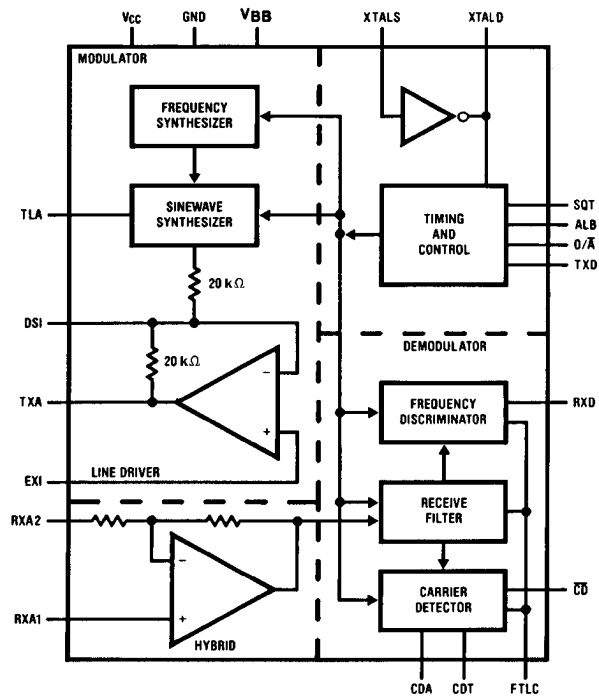 VCC GND VBB XTALS XTALD
MODULATOR
FREQUENCY
SYNTHESIZER
SINEWAVE
SYNTHESIZER
TLA
20 kΩ
DSI
20 kΩ
TXA
EXI
LINE DRIVER
RXA2
RXA1
HYBRID
TIMING
AND
CONTROL
SQT
ALB
O/A̅
TXD
DEMODULATOR
FREQUENCY
DISCRIMINATOR
RXD
RECEIVE
FILTER
CARRIER
DETECTOR
C̅D̅
CDA CDT FTLC